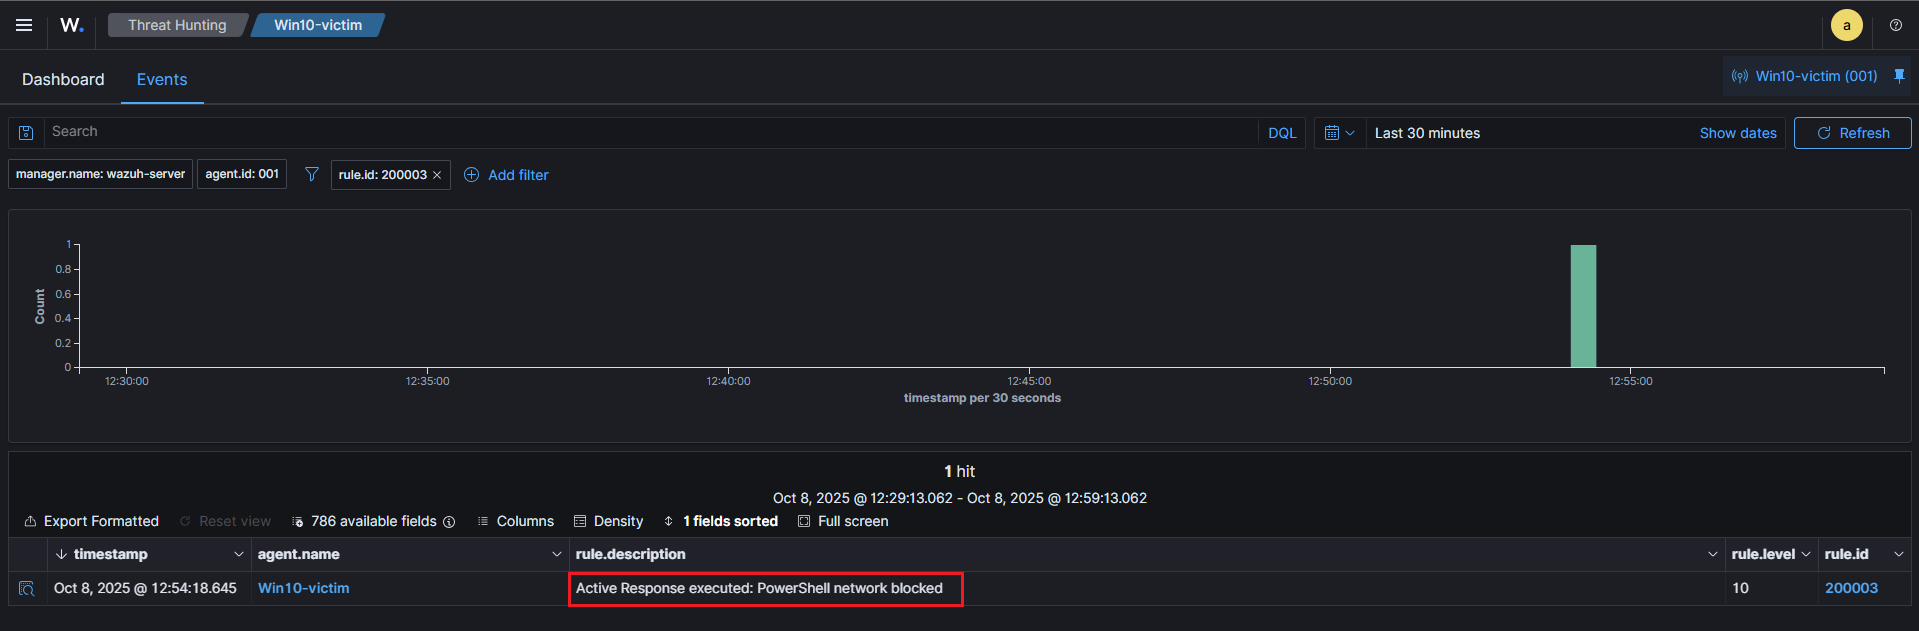 W. Threat Hunting Win10-victim a
Dashboard Events Win10-victim (001)
Search DQL Last 30 minutes Show dates Refresh
manager.name: wazuh-server agent.id: 001 rule.id: 200003 × Add filter
1
0.8
0.6
0.4
0.2
0
Count
12:30:00 12:35:00 12:40:00 12:45:00 12:50:00 12:55:00
timestamp per 30 seconds
1 hit
Oct 8, 2025 @ 12:29:13.062 - Oct 8, 2025 @ 12:59:13.062
Export Formatted Reset view 786 available fields Columns Density 1 fields sorted Full screen
timestamp agent.name rule.description rule.level rule.id
Oct 8, 2025 @ 12:54:18.645 Win10-victim Active Response executed: PowerShell network blocked 10 200003